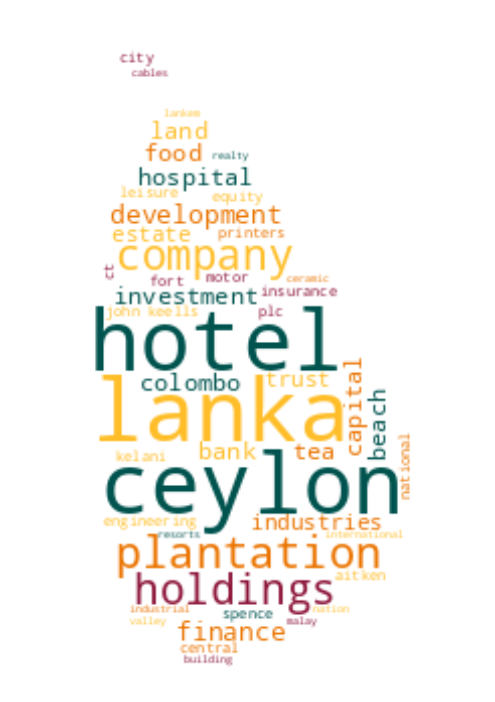 city
cables
lankem
land
food realty
hospital
leisure equity
development
estate printers
company
ct fort motor ceramic
investment insurance
john keells plc
hotel
colombo trust capital
lanka beach
kelani bank tea national
ceylon
engineering industries
resorts international
plantation
aitken
holdings
industrial spence nation
valley malay
finance
central
building